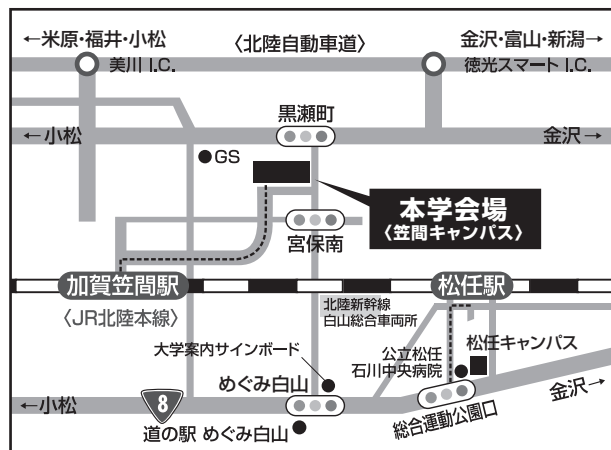 ←米原・福井・小松
〈北陸自動車道〉
金沢・富山・新潟→
美川 I.C.
徳光スマート I.C.
黒瀬町
←小松
金沢→
GS
本学会場
〈笠間キャンパス〉
宮保南
加賀笠間駅
松任駅
〈JR北陸本線〉
北陸新幹線
白山総合車両所
大学案内サインボード
公立松任
石川中央病院
松任キャンパス
めぐみ白山
←小松
8
金沢→
道の駅 めぐみ白山
総合運動公園口